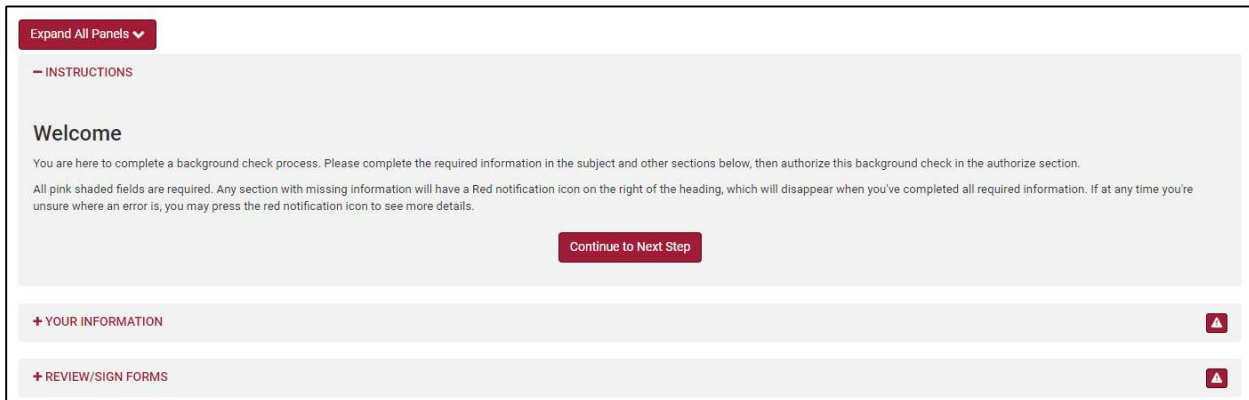 Expand All Panels
INSTRUCTIONS
Welcome
You are here to complete a background check process. Please complete the required information in the subject and other sections below, then authorize this background check in the authorize section.
All pink shaded fields are required. Any section with missing information will have a Red notification icon on the right of the heading, which will disappear when you've completed all required information. If at any time you're
unsure where an error is, you may press the red notification icon to see more details.
Continue to Next Step
YOUR INFORMATION
REVIEW/SIGN FORMS